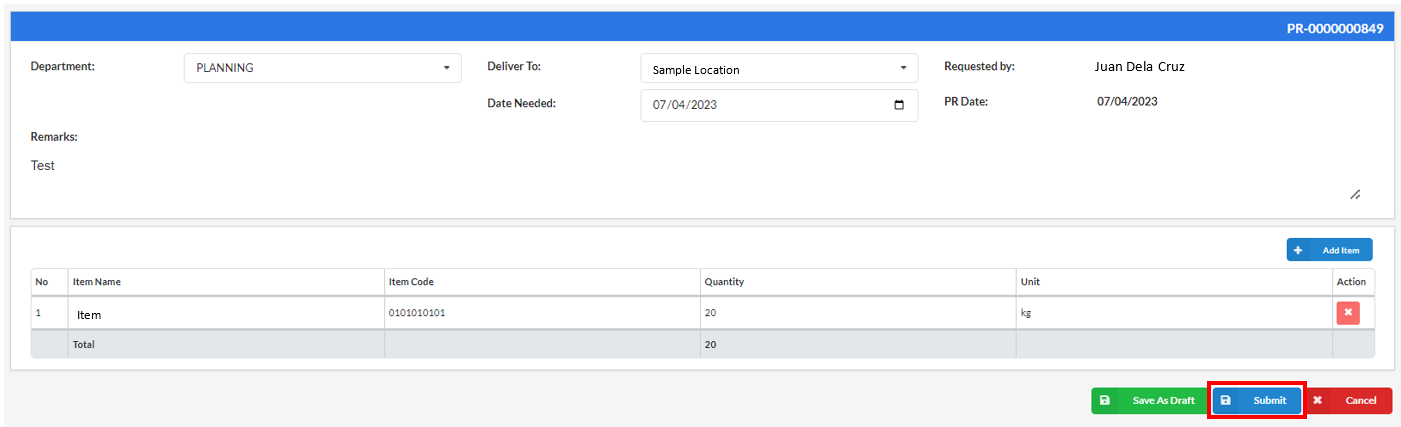 PR-0000000849
Department: PLANNING Deliver To: Sample Location Requested by: Juan Dela Cruz
Date Needed: 07/04/2023 PR Date: 07/04/2023
Remarks:
Test
Add Item
No Item Name Item Code Quantity Unit Action
1 Item 0101010101 20 kg
Total 20
Save As Draft Submit Cancel